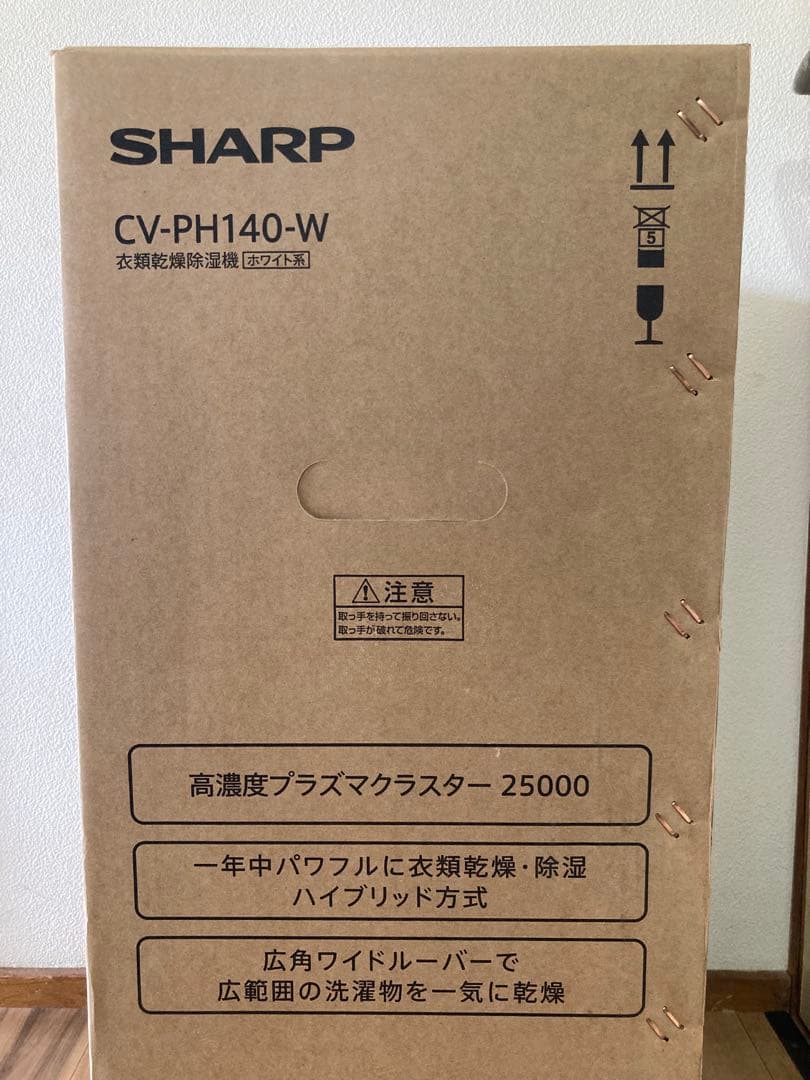 SHARP
CV-PH140-W
衣類乾燥除湿機 ホワイト系
5
注意
取っ手を持って振り回さない。
取っ手が破れて危険です。
高濃度プラズマクラスター 25000
一年中パワフルに衣類乾燥・除湿
ハイブリッド方式
広角ワイドルーバーで
広範囲の洗濯物を一気に乾燥